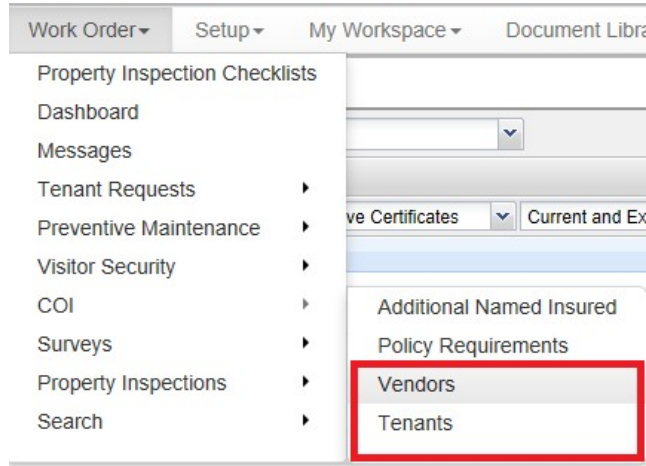 Work Order Setup My Workspace Document Libra
Property Inspection Checklists
Dashboard
Messages
Tenant Requests
Preventive Maintenance
ve Certificates Current and Ex
Visitor Security
COI
Additional Named Insured
Surveys
Policy Requirements
Property Inspections
Vendors
Search
Tenants